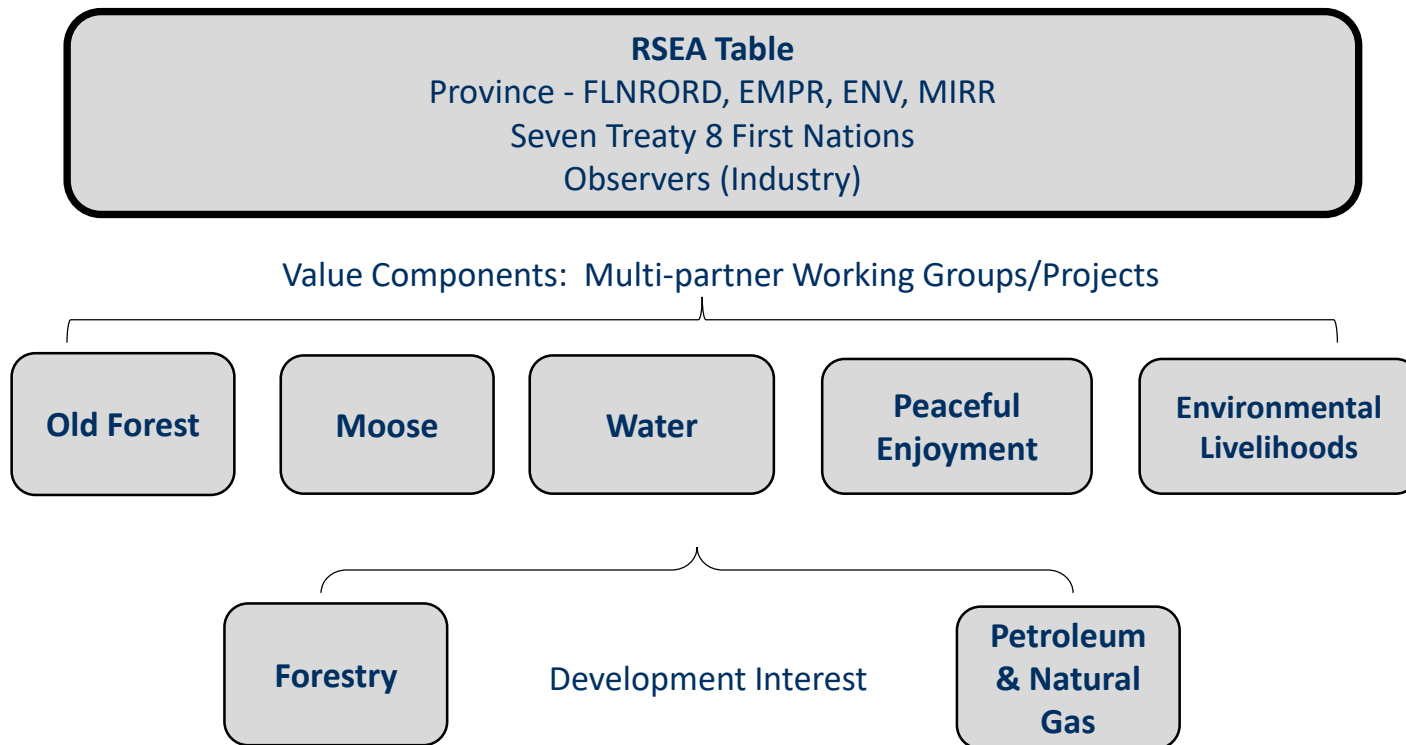 RSEA Table
Province - FLNRORD, EMPR, ENV, MIRR
Seven Treaty 8 First Nations
Observers (Industry)
Value Components:  Multi-partner Working Groups/Projects
Old Forest
Moose
Water
Peaceful
Enjoyment
Environmental
Livelihoods
Forestry
Development Interest
Petroleum
& Natural
Gas